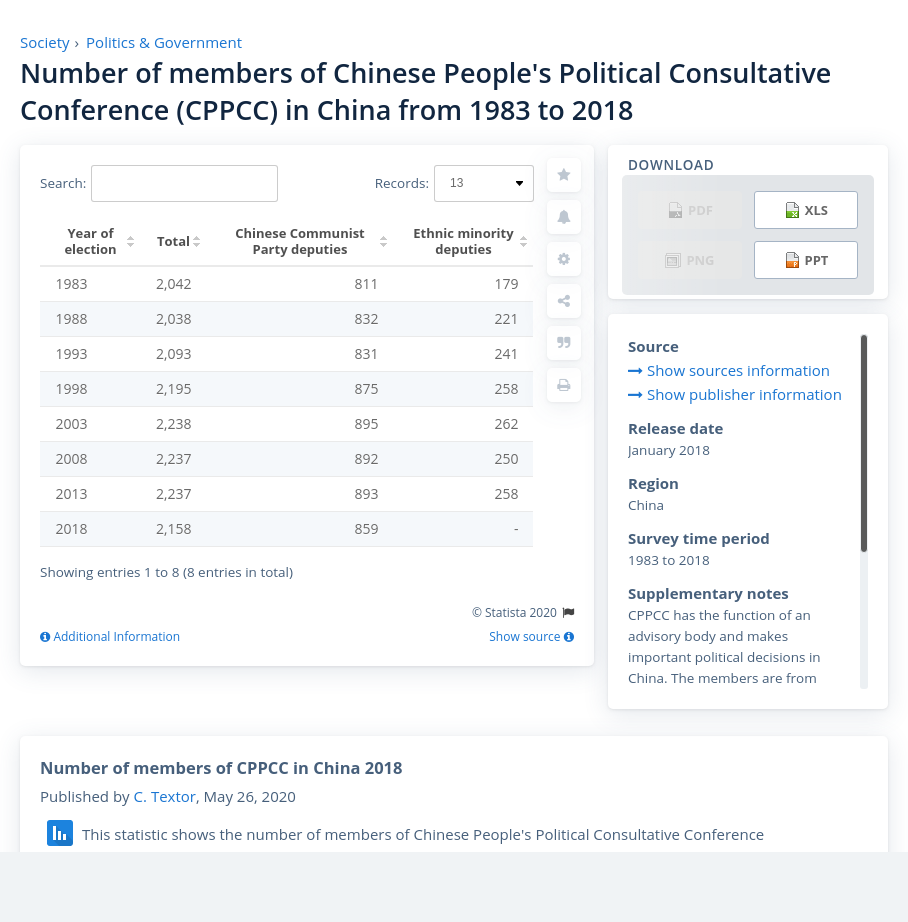 Society › Politics & Government
Number of members of Chinese People's Political Consultative
Conference (CPPCC) in China from 1983 to 2018
Search: Records: 13
Year of election Total Chinese Communist Party deputies Ethnic minority deputies
1983 2,042 811 179
1988 2,038 832 221
1993 2,093 831 241
1998 2,195 875 258
2003 2,238 895 262
2008 2,237 892 250
2013 2,237 893 258
2018 2,158 859 -
Showing entries 1 to 8 (8 entries in total)
© Statista 2020
Additional Information Show source
DOWNLOAD
PDF XLS
PNG PPT
Source
Show sources information
Show publisher information
Release date
January 2018
Region
China
Survey time period
1983 to 2018
Supplementary notes
CPPCC has the function of an
advisory body and makes
important political decisions in
China. The members are from
Number of members of CPPCC in China 2018
Published by C. Textor, May 26, 2020
This statistic shows the number of members of Chinese People's Political Consultative Conference